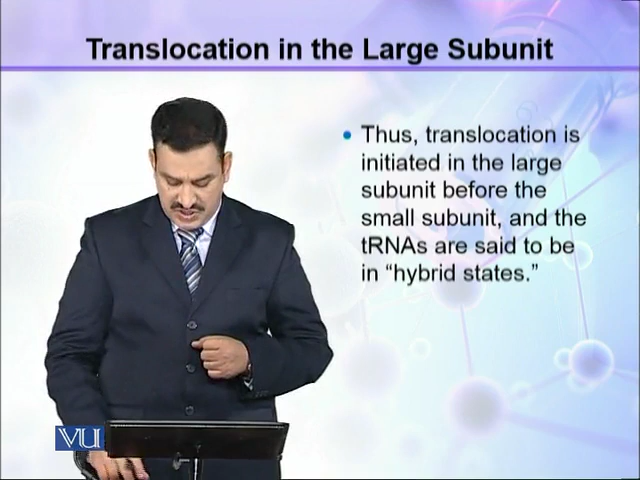 Translocation in the Large Subunit
• Thus, translocation is
initiated in the large
subunit before the
small subunit, and the
tRNAs are said to be
in “hybrid states.”
VU